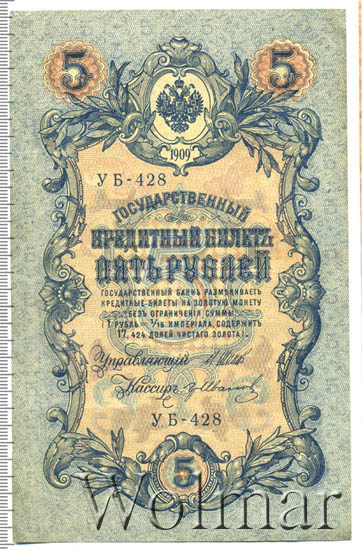 5 5
1909
УБ-428
ГОСУДАРСТВЕННЫЙ
КРЕДИТНЫЙ БИЛЕТЪ
ПЯТЬ РУБЛЕЙ
ГОСУДАРСТВЕННЫЙ БАНКЪ РАЗМѢНИВАЕТЪ
КРЕДИТНЫЕ БИЛЕТЫ НА ЗОЛОТУЮ МОНЕТУ
БЕЗЪ ОГРАНИЧЕНІЯ СУММЫ
(1 РУБЛЬ = 1/15 ИМПЕРІАЛА, СОДЕРЖИТЪ
17,424 ДОЛЕЙ ЧИСТАГО ЗОЛОТА).
Управляющій
Кассиръ
УБ-428
5
Wolmar